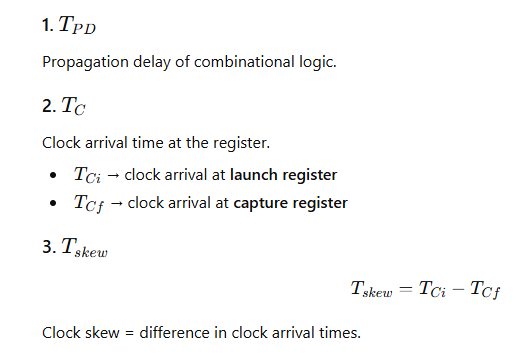 1. T_{PD}
Propagation delay of combinational logic.
2. T_C
Clock arrival time at the register.
• T_{Ci} → clock arrival at launch register
• T_{Cf} → clock arrival at capture register
3. T_{skew}
T_{skew} = T_{Ci} − T_{Cf}
Clock skew = difference in clock arrival times.